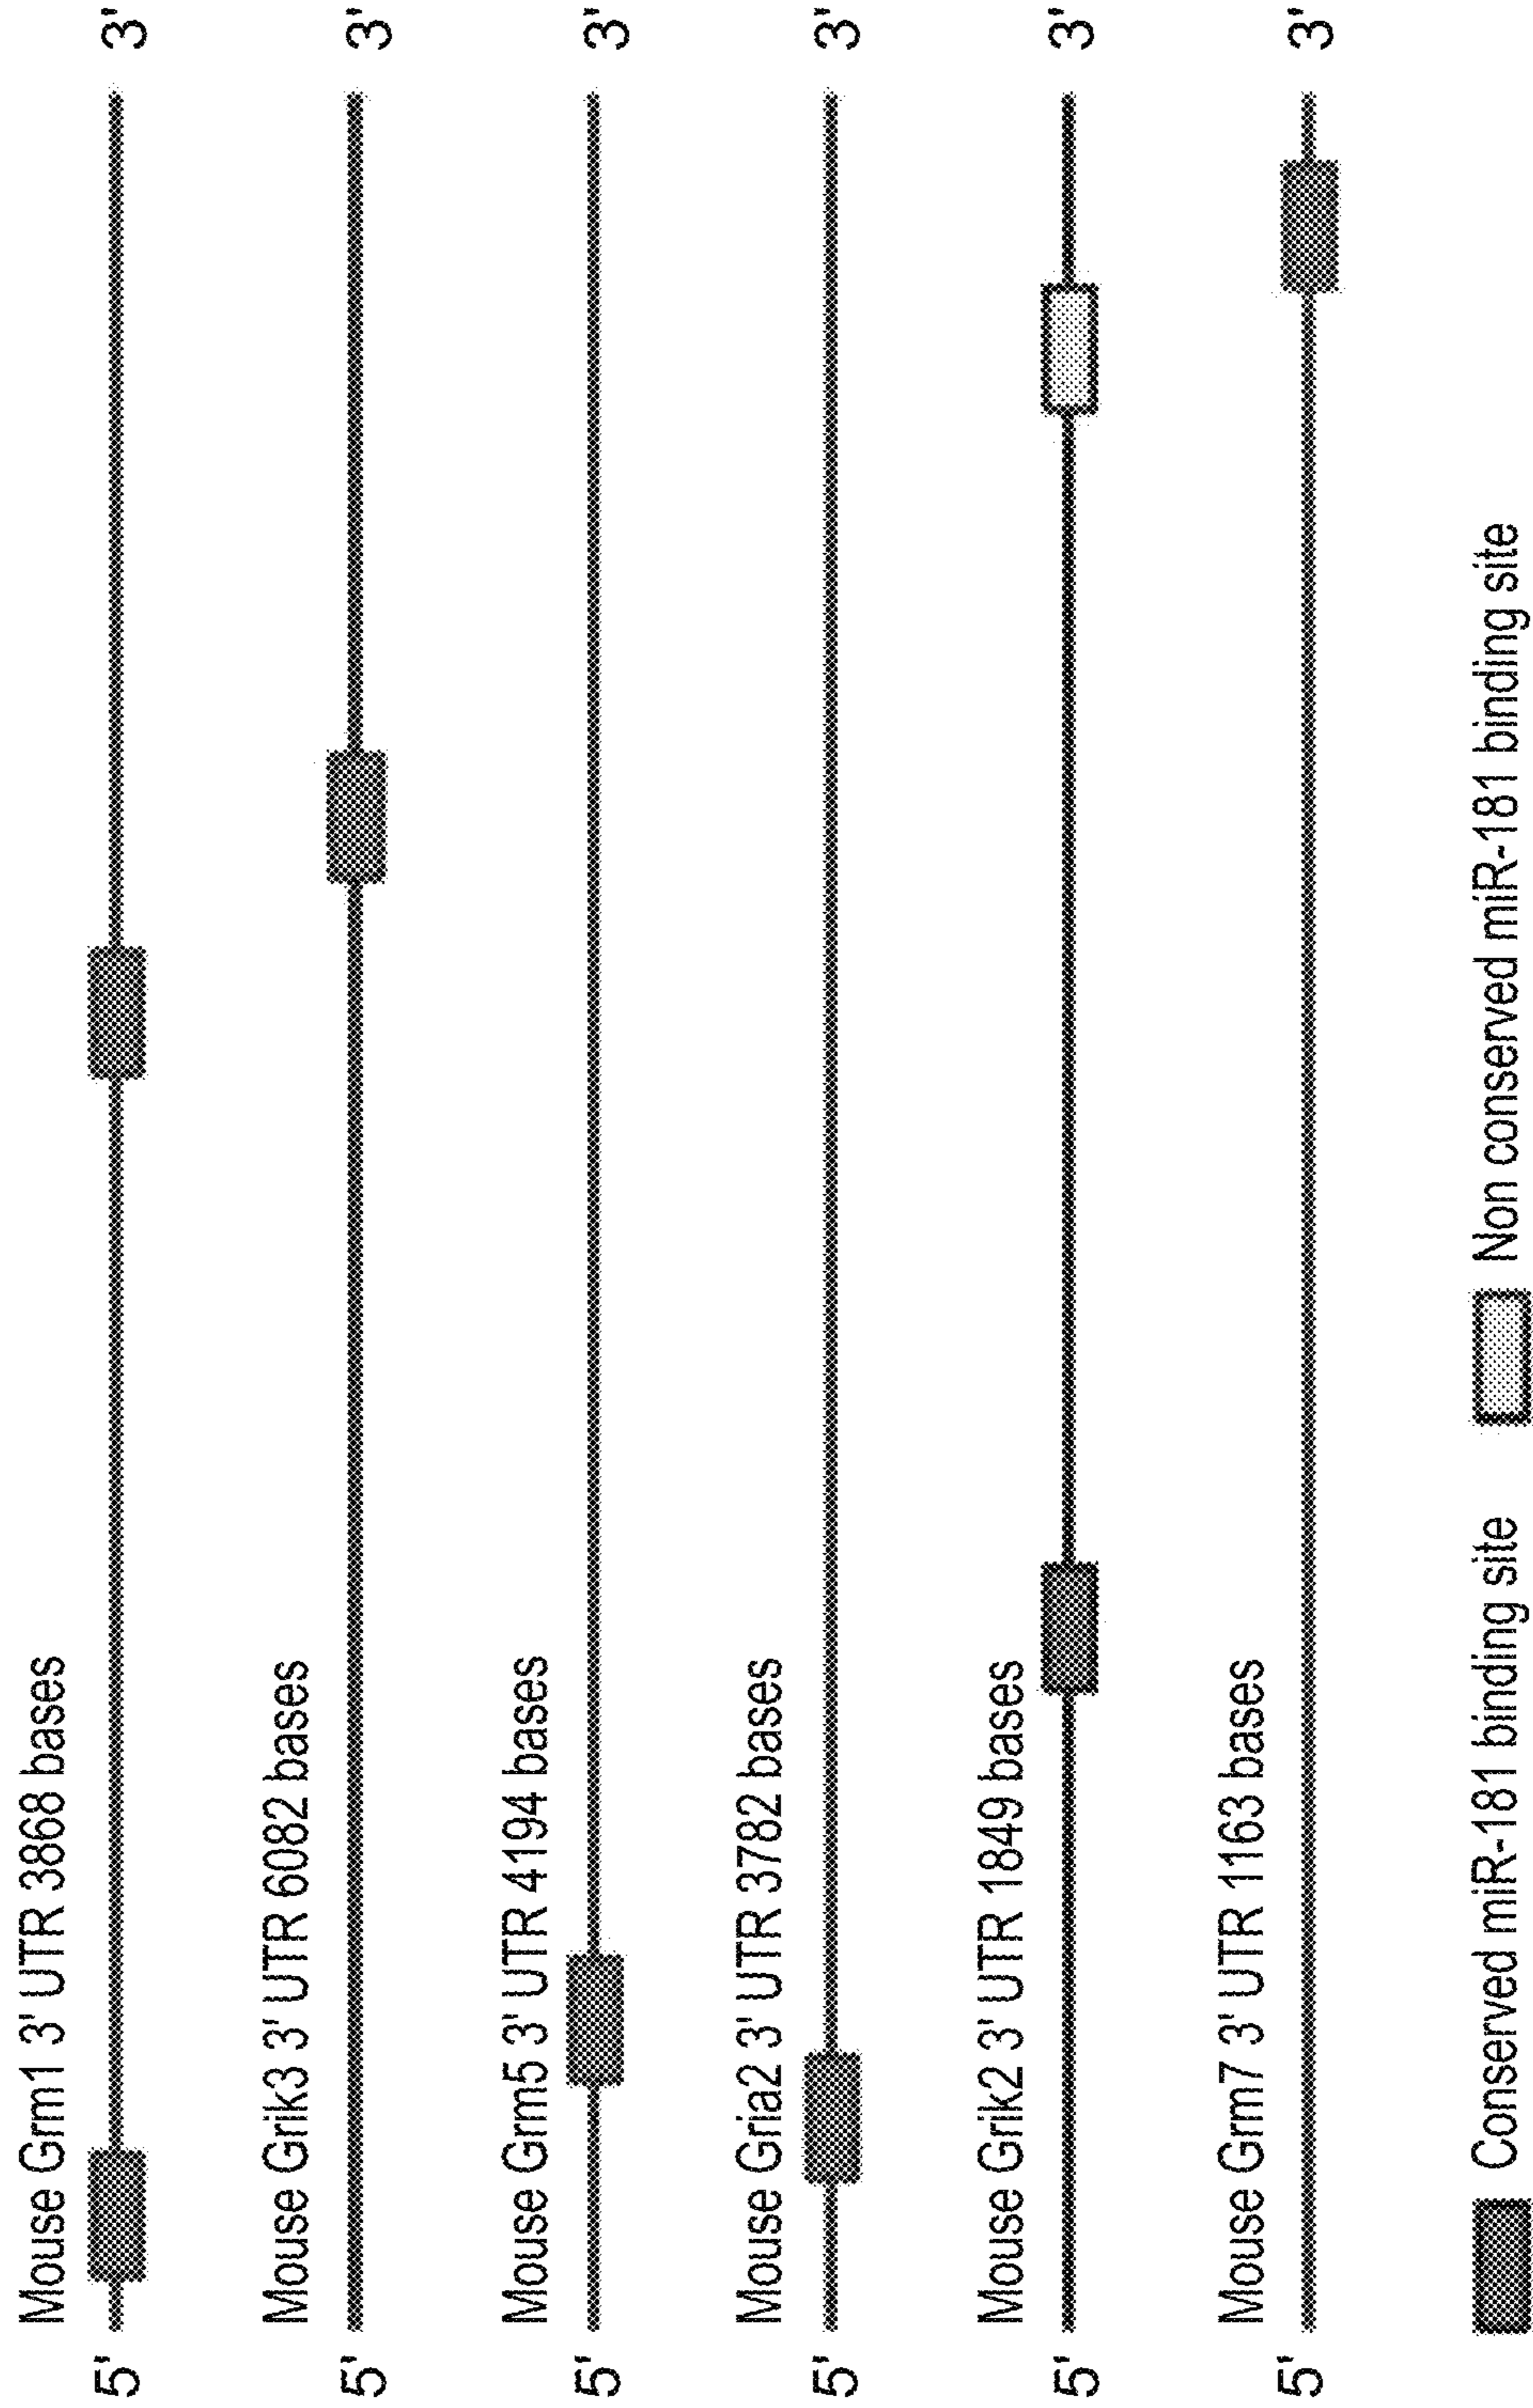 Mouse Grm1 3' UTR 3868 bases
5' 3'
Mouse Grik3 3' UTR 6082 bases
5' 3'
Mouse Grm5 3' UTR 4194 bases
5' 3'
Mouse Gria2 3' UTR 3782 bases
5' 3'
Mouse Grik2 3' UTR 1849 bases
5' 3'
Mouse Grm7 3' UTR 1163 bases
5' 3'
Conserved miR-181 binding site Non conserved miR-181 binding site